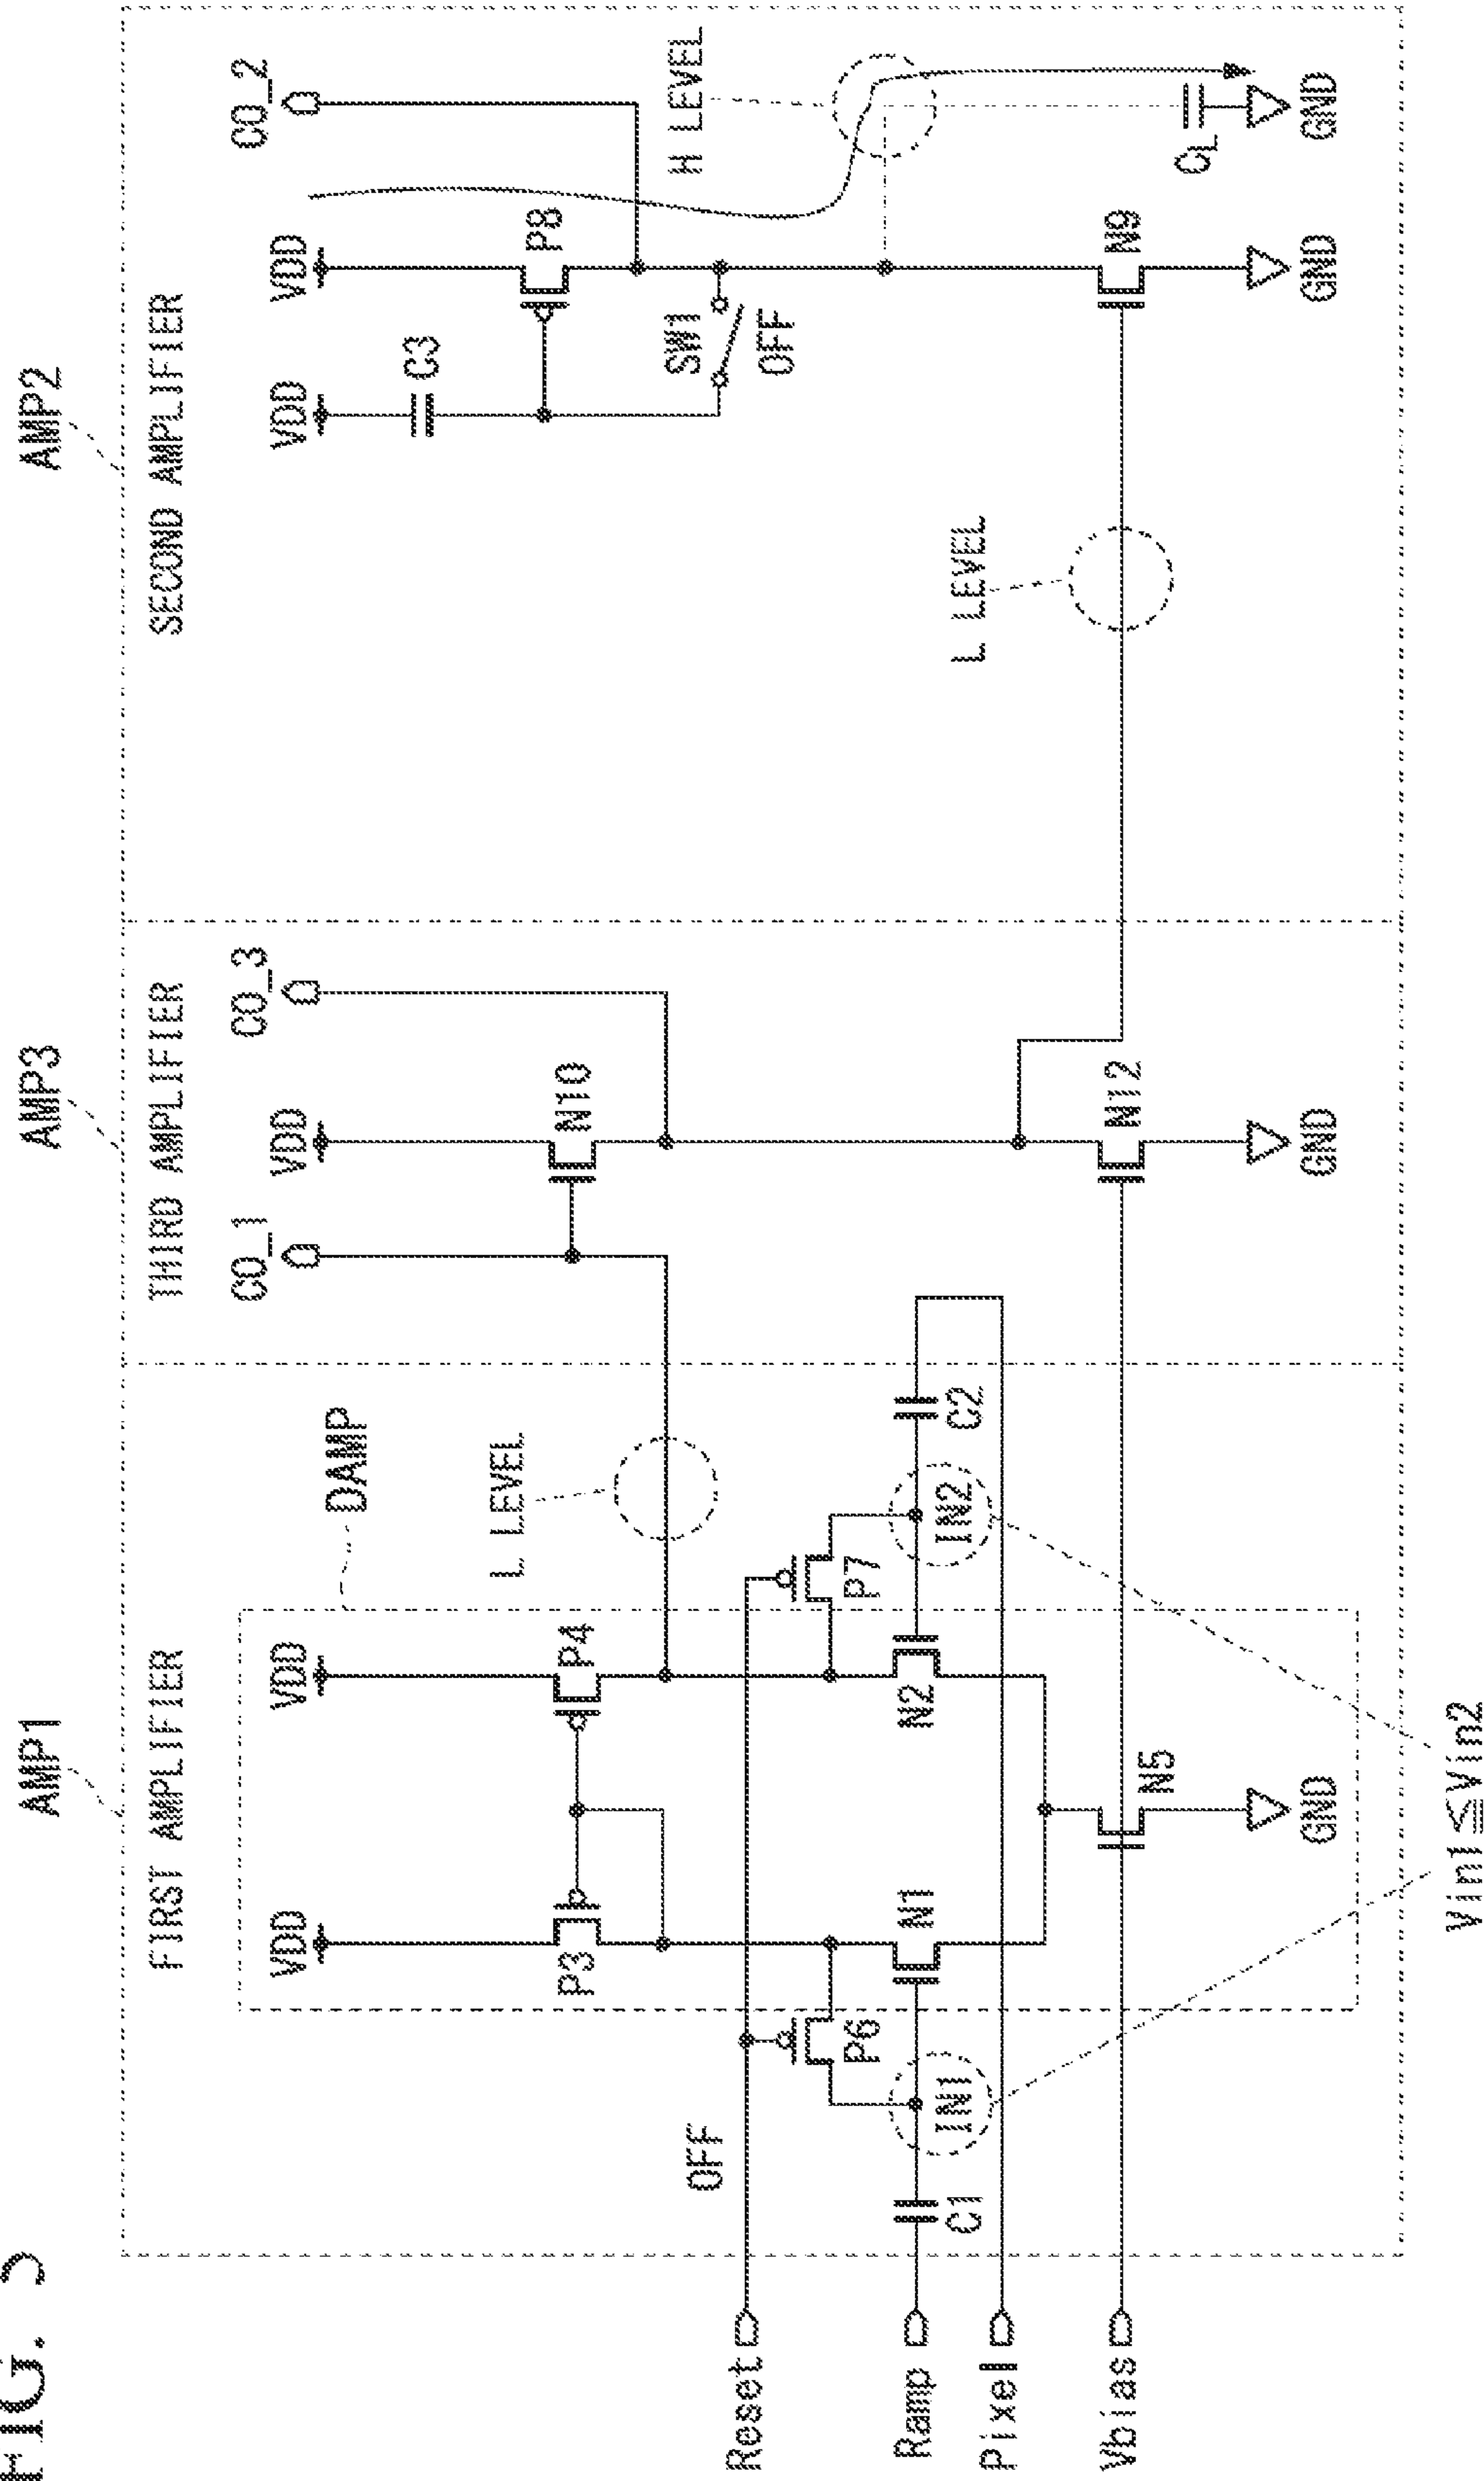 FIG. 5
AMP1
AMP3
AMP2
FIRST AMPLIFIER
THIRD AMPLIFIER
SECOND AMPLIFIER
CO_1
CO_3
CO_2
DAMP
VDD
VDD
VDD
VDD
VDD
P3
P4
N10
C3
P8
L LEVEL
H LEVEL
OFF
Reset
P6
P7
SW1
OFF
Ramp
C1
IN1
N1
N2
IN2
C2
Pixel
L LEVEL
Vbias
N5
N12
N9
CL
GND
GND
GND
GND
Vin1≦Vin2